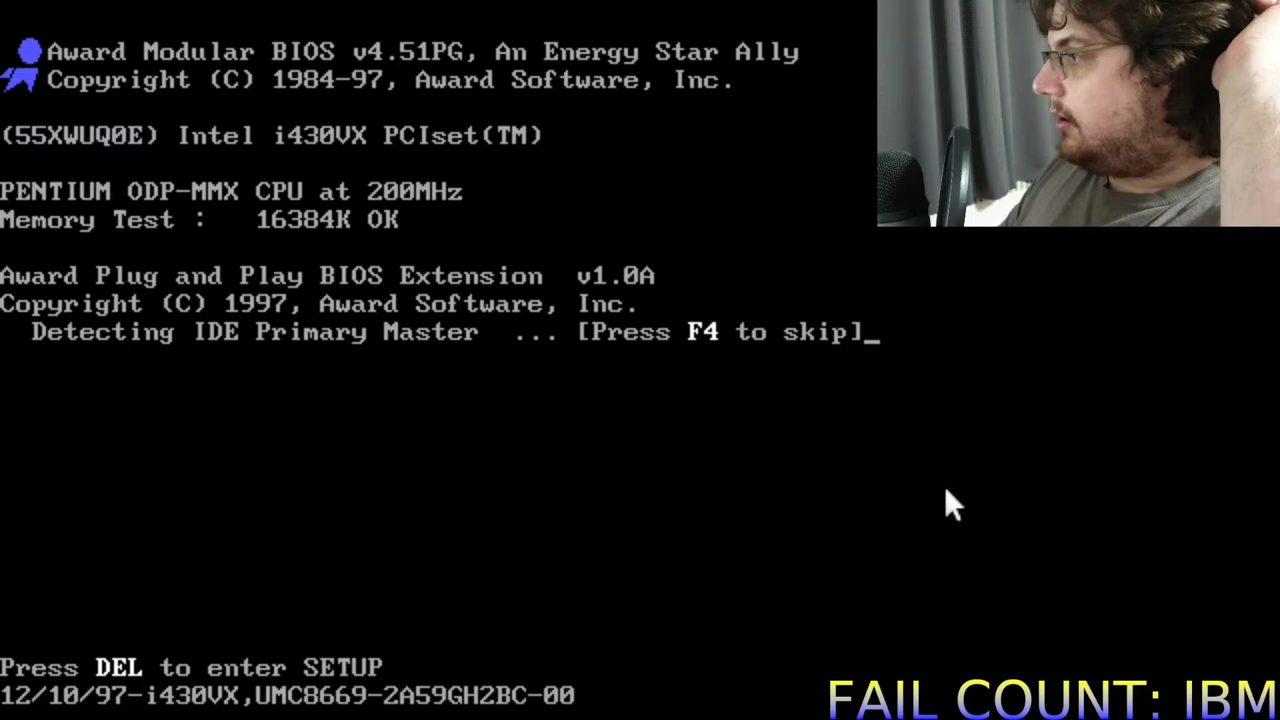 Award Modular BIOS v4.51PG, An Energy Star Ally
Copyright (C) 1984-97, Award Software, Inc.
(55XWUQ0E) Intel i430VX PCIset(TM)
PENTIUM ODP-MMX CPU at 200MHz
Memory Test :   16384K OK
Award Plug and Play BIOS Extension  v1.0A
Copyright (C) 1997, Award Software, Inc.
Detecting IDE Primary Master  ... [Press F4 to skip]_
Press DEL to enter SETUP
12/10/97-i430VX,UMC8669-2A59GH2BC-00
FAIL COUNT: IBM